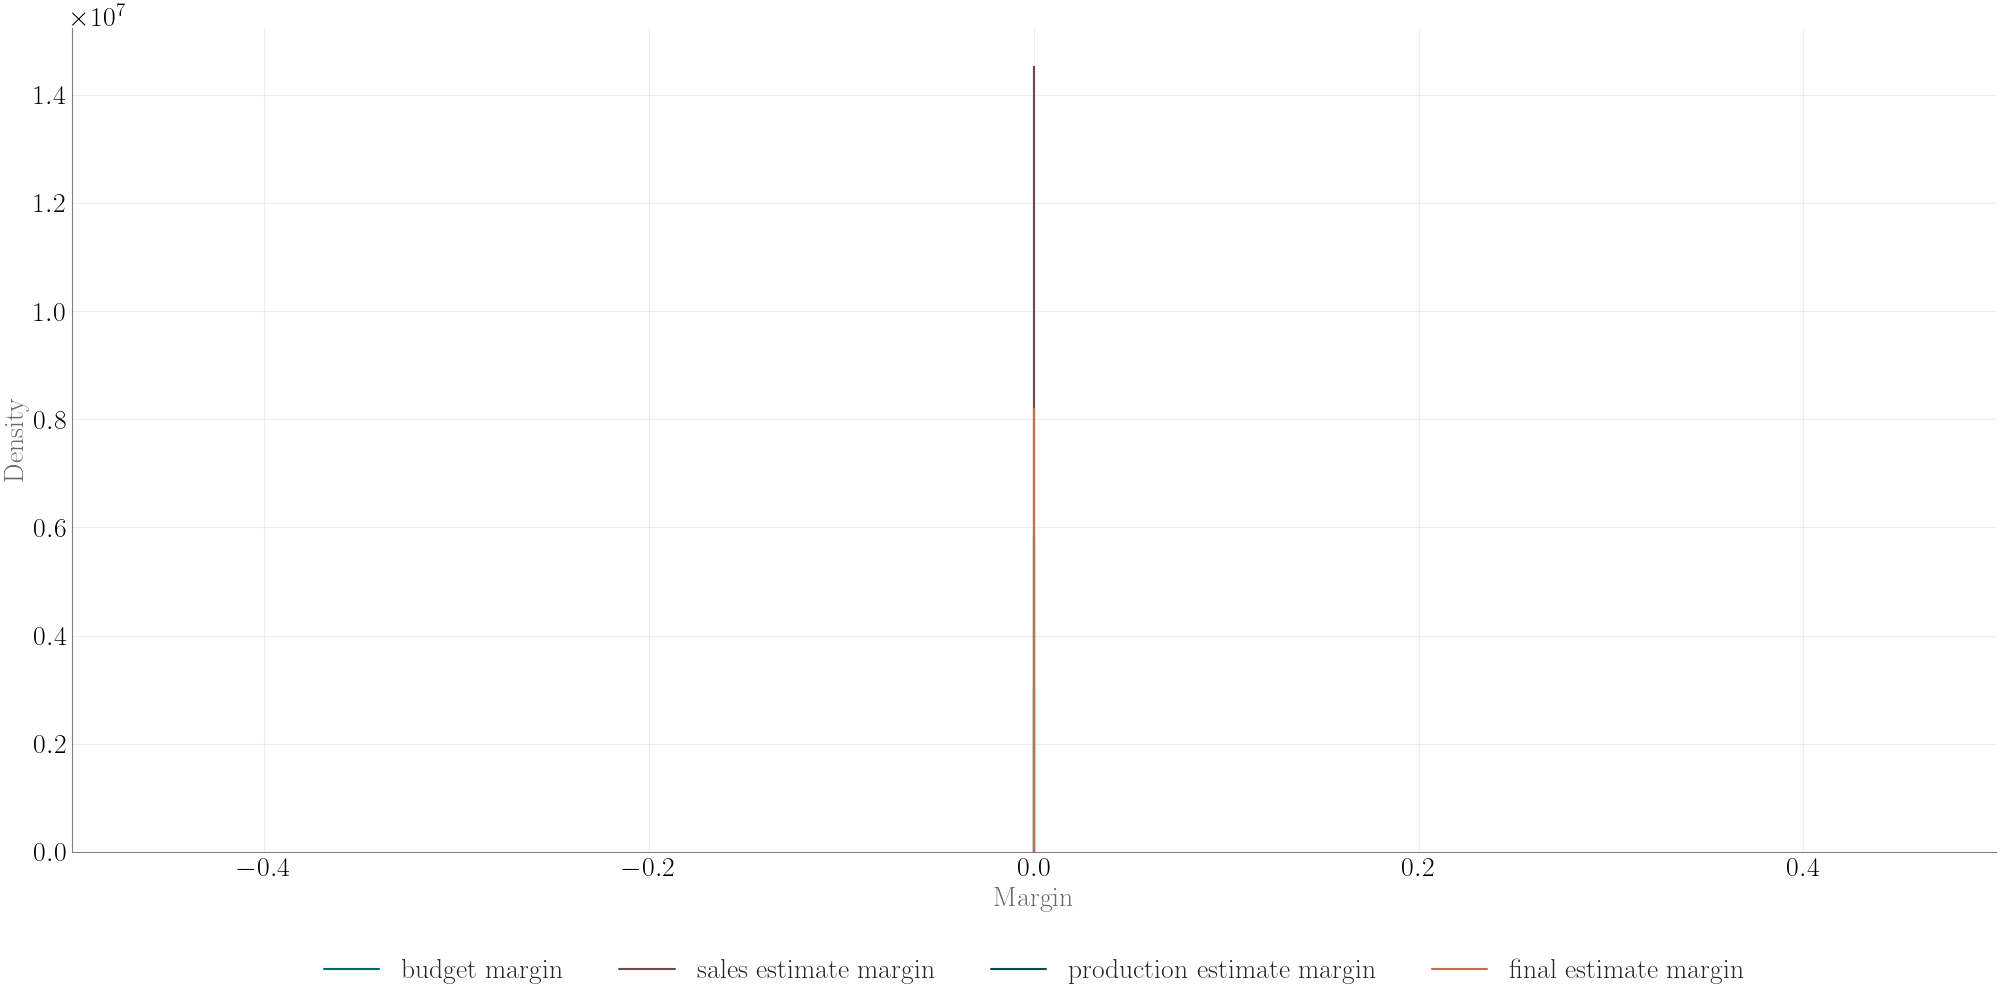 ×10⁷
1.4
1.2
1.0
0.8
0.6
0.4
0.2
0.0
Density
−0.4 −0.2 0.0 0.2 0.4
Margin
budget margin sales estimate margin production estimate margin final estimate margin